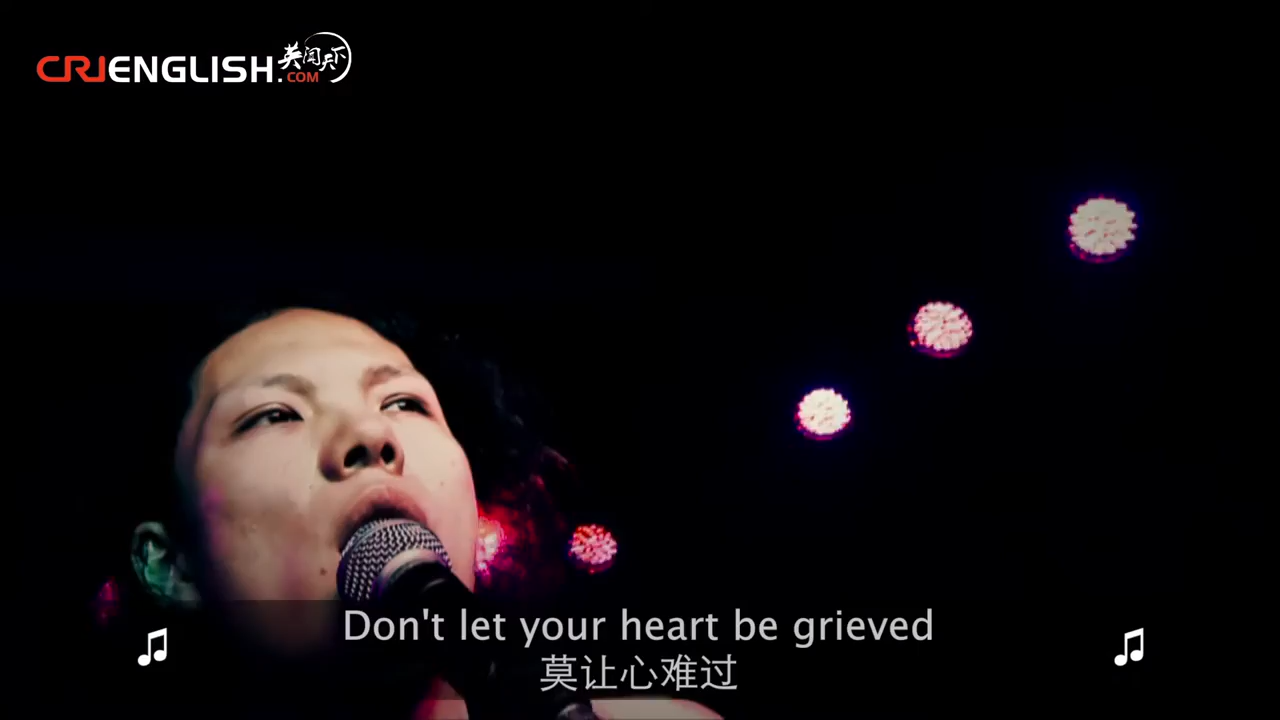 CRIENGLISH.COM 英闻天下
Don't let your heart be grieved
莫让心难过